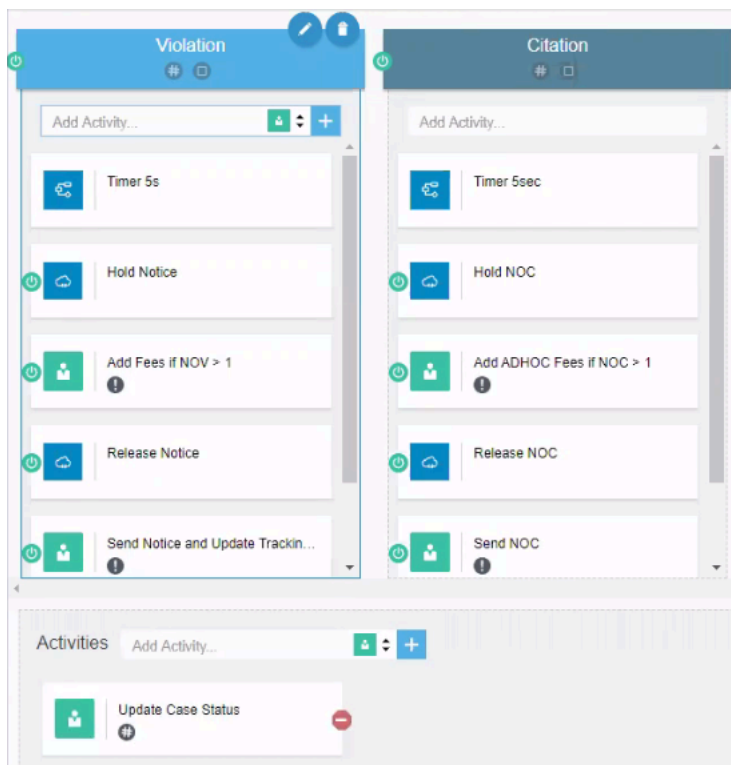 Violation
Add Activity...
Timer 5s
Hold Notice
Add Fees if NOV > 1
Release Notice
Send Notice and Update Trackin...
Citation
Add Activity...
Timer 5sec
Hold NOC
Add ADHOC Fees if NOC > 1
Release NOC
Send NOC
Activities
Add Activity...
Update Case Status